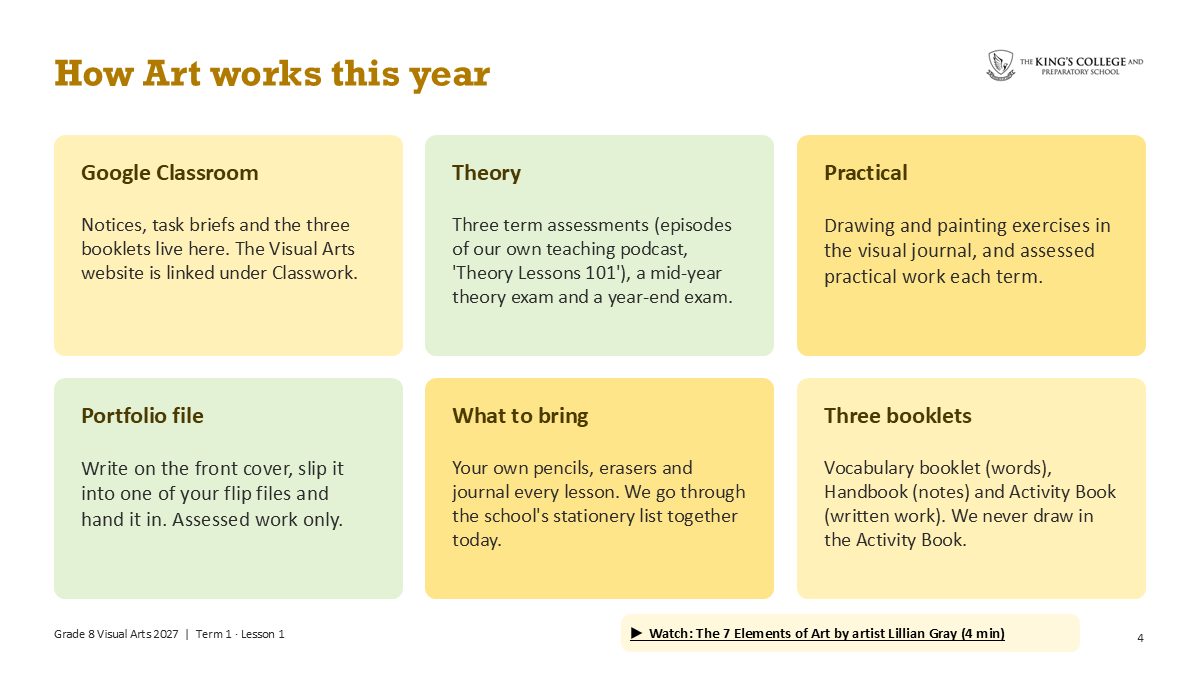 How Art works this year
THE KING'S COLLEGE AND
PREPARATORY SCHOOL
Google Classroom
Notices, task briefs and the three
booklets live here. The Visual Arts
website is linked under Classwork.
Theory
Three term assessments (episodes
of our own teaching podcast,
'Theory Lessons 101'), a mid-year
theory exam and a year-end exam.
Practical
Drawing and painting exercises in
the visual journal, and assessed
practical work each term.
Portfolio file
Write on the front cover, slip it
into one of your flip files and
hand it in. Assessed work only.
What to bring
Your own pencils, erasers and
journal every lesson. We go through
the school's stationery list together
today.
Three booklets
Vocabulary booklet (words),
Handbook (notes) and Activity Book
(written work). We never draw in
the Activity Book.
Grade 8 Visual Arts 2027 | Term 1 · Lesson 1
▶ Watch: The 7 Elements of Art by artist Lillian Gray (4 min)
4